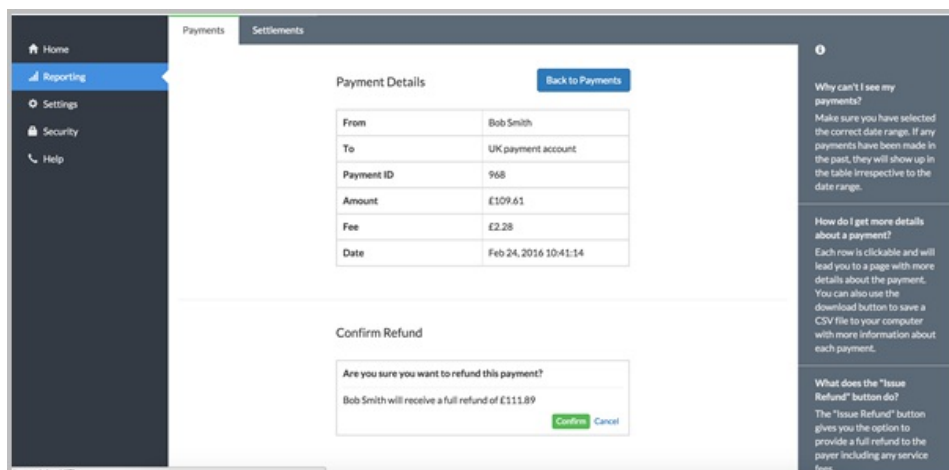 Payments Settlements
Home
Reporting
Settings
Security
Help
Payment Details Back to Payments
From Bob Smith
To UK payment account
Payment ID 968
Amount £109.61
Fee £2.28
Date Feb 24, 2016 10:41:14
Confirm Refund
Are you sure you want to refund this payment?
Bob Smith will receive a full refund of £111.89
Confirm Cancel
Why can't I see my
payments?
Make sure you have selected
the correct date range. If any
payments have been made in
the past, they will show up in
the table irrespective to the
date range.
How do I get more details
about a payment?
Each row is clickable and will
lead you to a page with more
details about the payment.
You can also use the
download button to save a
CSV file to your computer
with more information about
each payment.
What does the "Issue
Refund" button do?
The "Issue Refund" button
gives you the option to
provide a full refund to the
payer including any service
fees